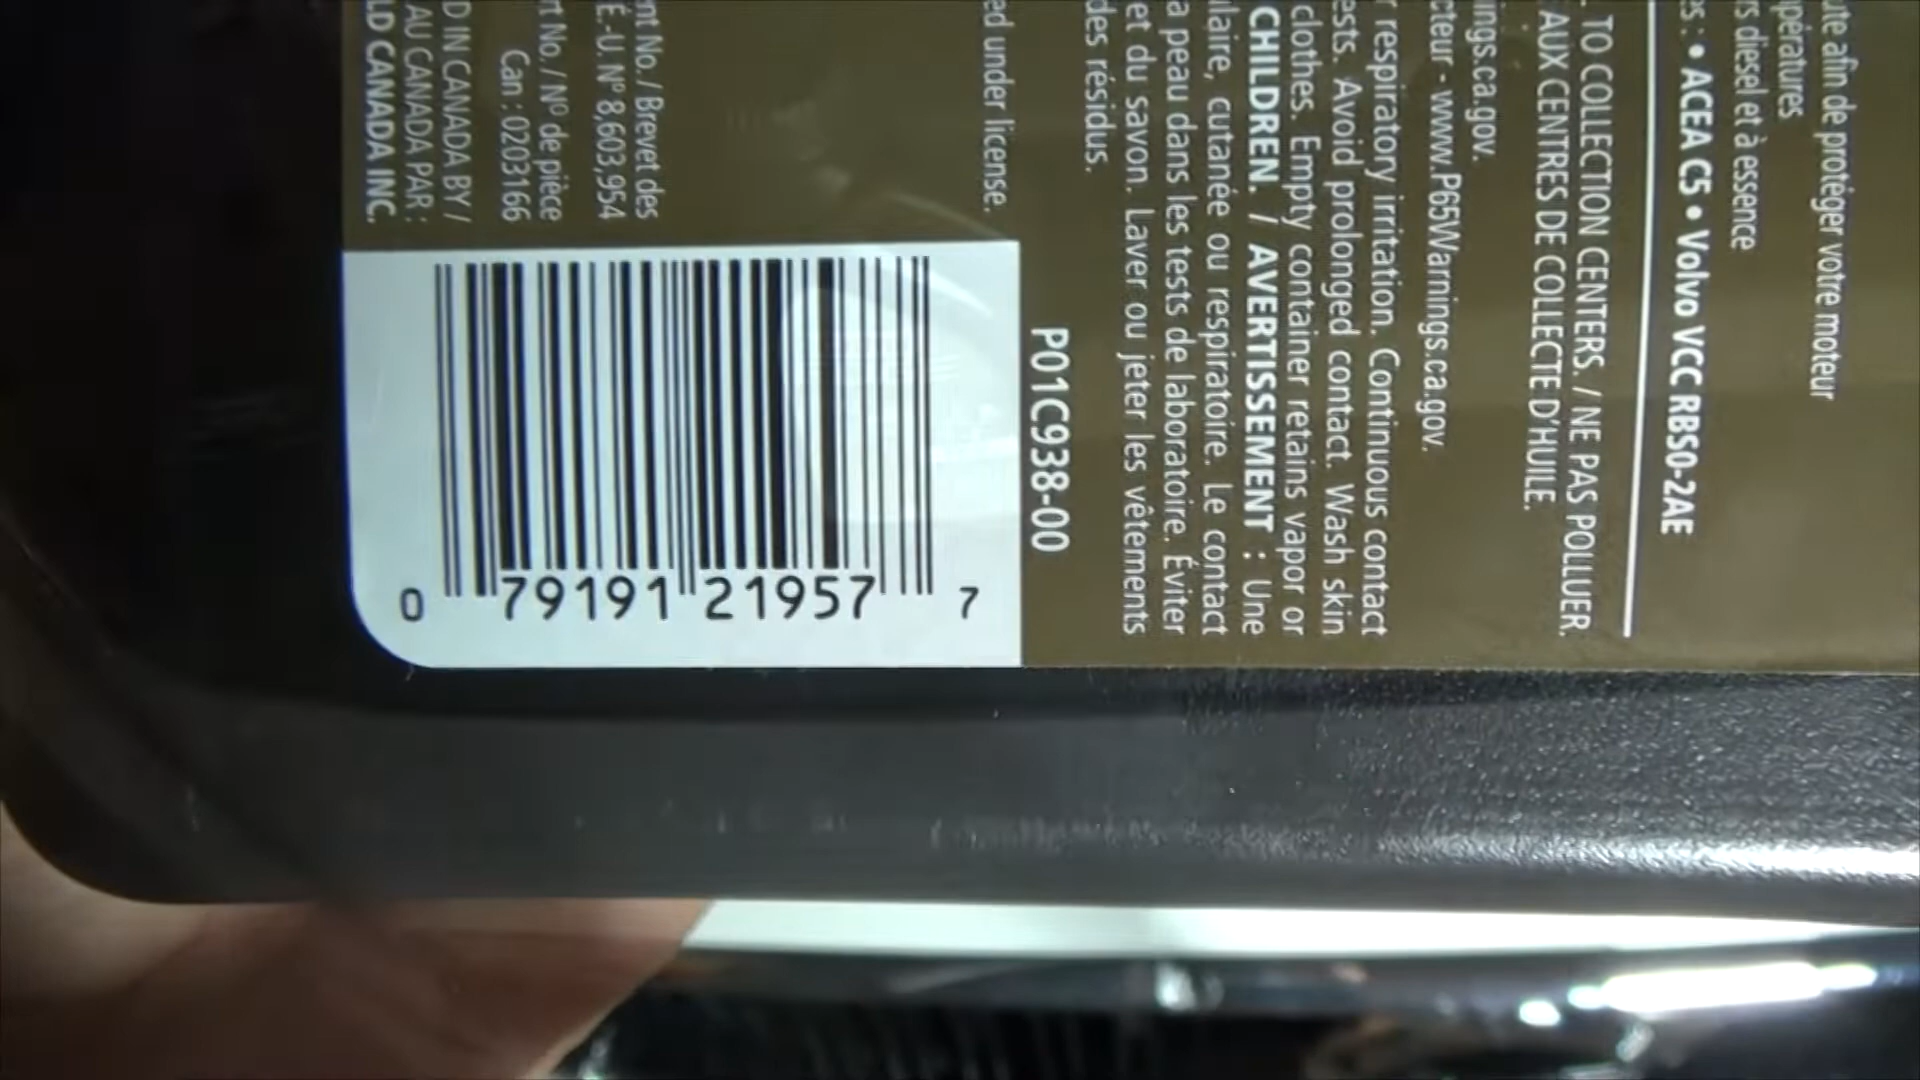 ute afin de protéger votre moteur
pératures
rs diesel et à essence
es : • ACEA C5 • Volvo VCC RBS0-2AE
TO COLLECTION CENTERS. / NE PAS POLLUER.
AUX CENTRES DE COLLECTE D'HUILE.
ings.ca.gov.
cteur - www.P65Warnings.ca.gov.
r respiratory irritation. Continuous contact
ests. Avoid prolonged contact. Wash skin
clothes. Empty container retains vapor or
CHILDREN. / AVERTISSEMENT : Une
laire, cutanée ou respiratoire. Le contact
a peau dans les tests de laboratoire. Éviter
et du savon. Laver ou jeter les vêtements
des résidus.
P01C938-00
ed under license.
nt No. / Brevet des
É.-U. Nº 8,603,954
rt No. / Nº de pièce
Can : 0203166
D IN CANADA BY /
AU CANADA PAR :
LD CANADA INC.
0 79191 21957 7